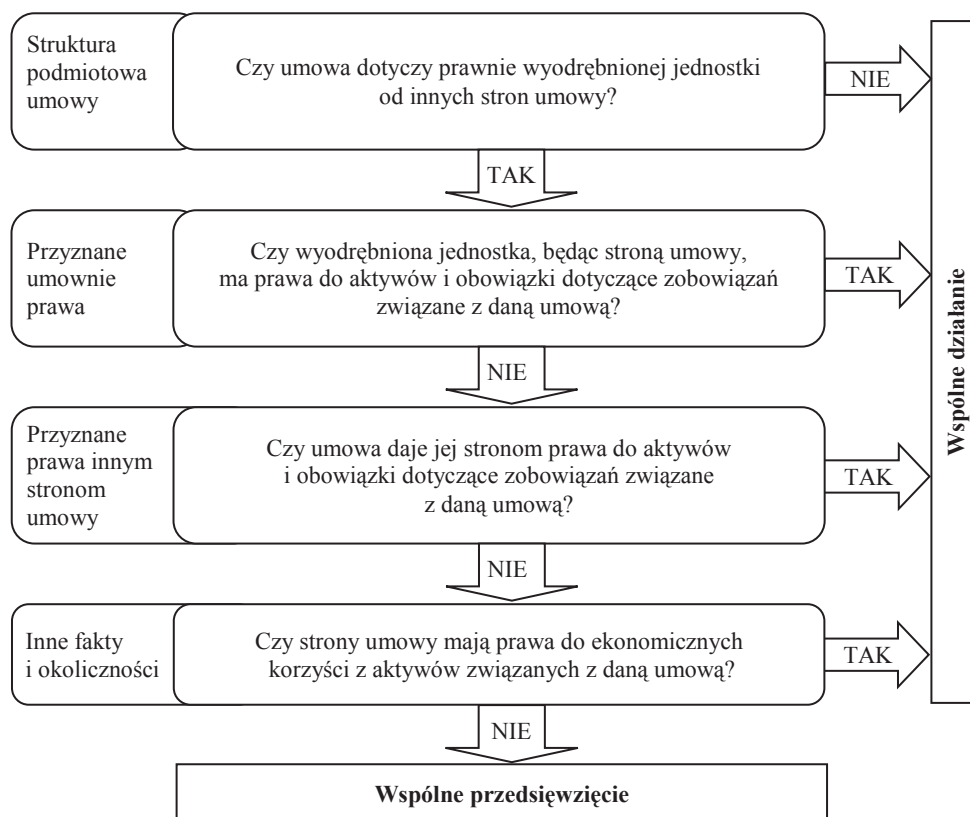 Struktura
podmiotowa
umowy
Czy umowa dotyczy prawnie wyodrębnionej jednostki
od innych stron umowy?
NIE
TAK
Przyznane
umownie
prawa
Czy wyodrębniona jednostka, będąc stroną umowy,
ma prawa do aktywów i obowiązki dotyczące zobowiązań
związane z daną umową?
TAK
NIE
Przyznane
prawa innym
stronom
umowy
Czy umowa daje jej stronom prawa do aktywów
i obowiązki dotyczące zobowiązań związane
z daną umową?
TAK
NIE
Inne fakty
i okoliczności
Czy strony umowy mają prawa do ekonomicznych
korzyści z aktywów związanych z daną umową?
TAK
NIE
Wspólne działanie
Wspólne przedsięwzięcie